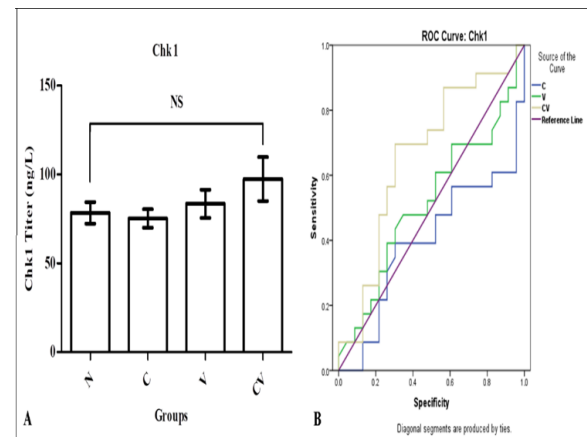 Chk1
NS
Chk1 Titer (ng/L)
150
100
50
0
N
C
V
CV
Groups
A
ROC Curve: Chk1
Source of the
Curve
C
V
CV
Reference Line
Sensitivity
1.0
0.8
0.6
0.4
0.2
0.0
0.0 0.2 0.4 0.6 0.8 1.0
Specificity
B
Diagonal segments are produced by ties.